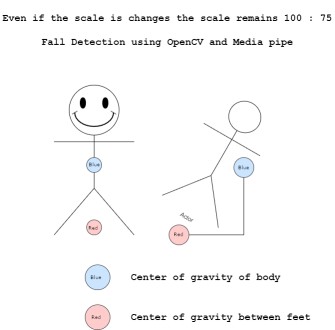 Even if the scale is changes the scale remains 100 : 75
Fall Detection using OpenCV and Media pipe
Blue
Blue
Red
Actor
Red
Blue
Center of gravity of body
Red
Center of gravity between feet